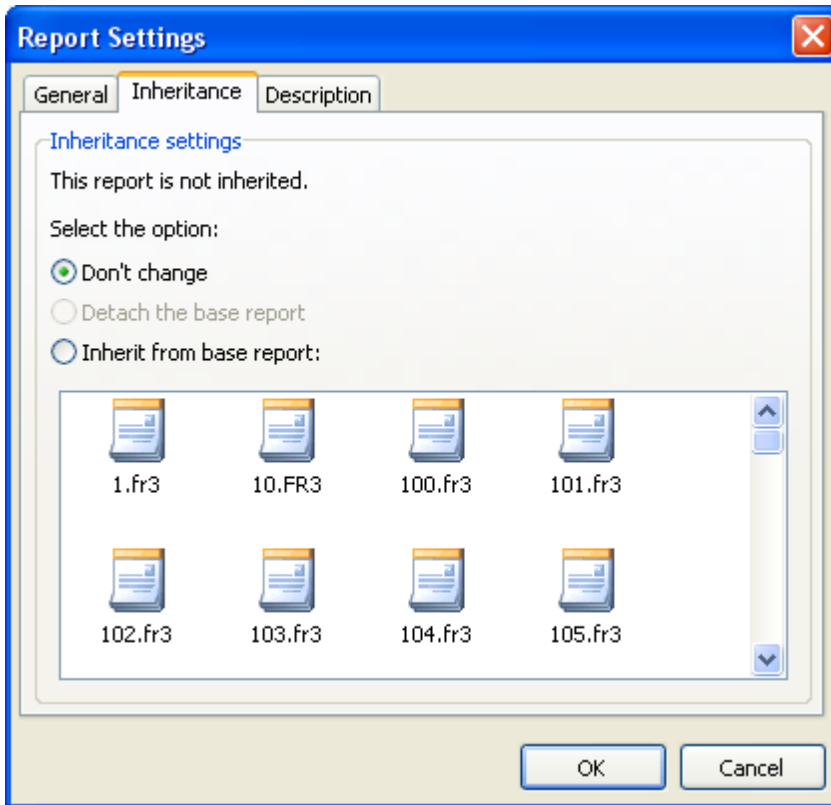 Report Settings
General Inheritance Description
Inheritance settings
This report is not inherited.
Select the option:
Don't change
Detach the base report
Inherit from base report:
1.fr3 10.FR3 100.fr3 101.fr3
102.fr3 103.fr3 104.fr3 105.fr3
OK Cancel